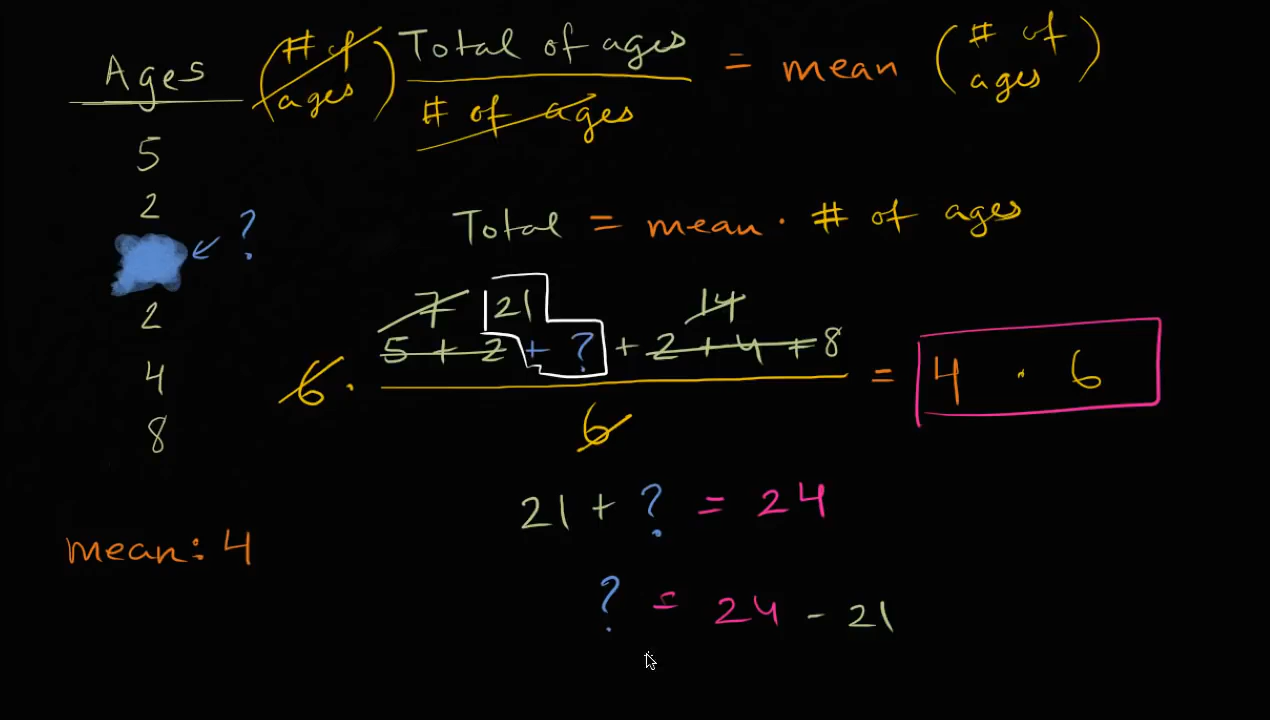 Ages
5
2
?
2
4
8
mean: 4
(# of ages) Total of ages / # of ages = mean (# of ages)
Total = mean · # of ages
7 21 14
6 · 5 + 2 + ? + 2 + 4 + 8 = 4 · 6
6
21 + ? = 24
? = 24 - 21